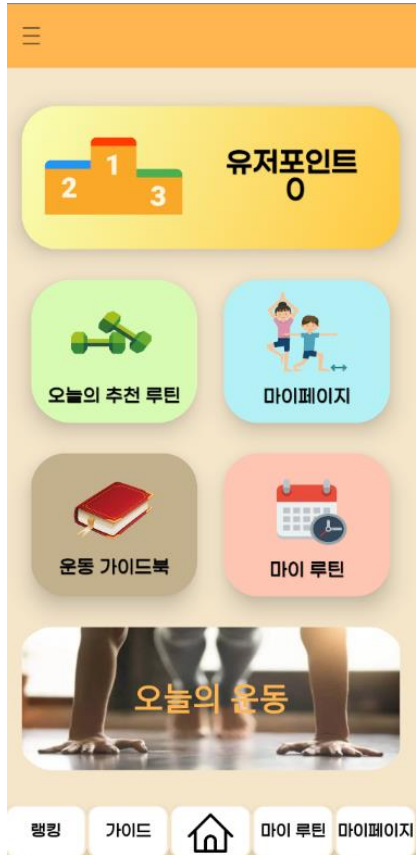 1
2
3
유저포인트
0
오늘의 추천 루틴
마이페이지
운동 가이드북
마이 루틴
오늘의 운동
랭킹
가이드
마이 루틴
마이페이지